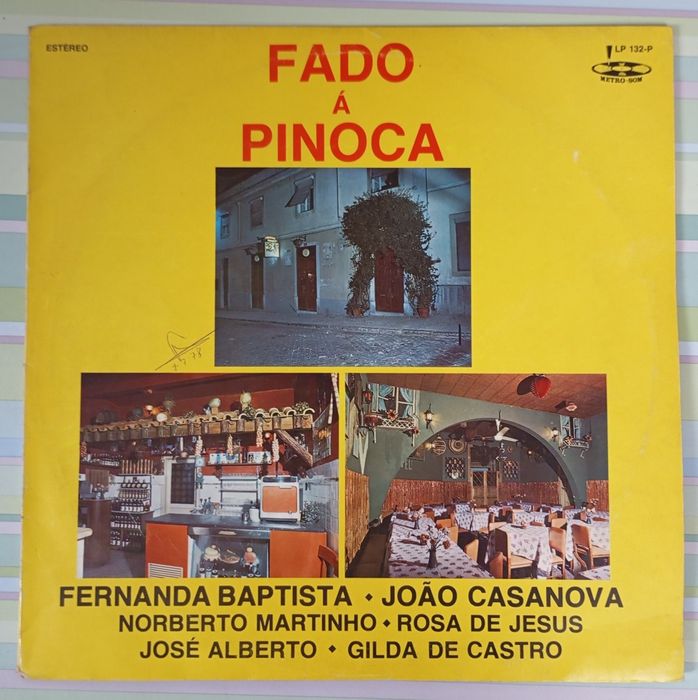 ESTÉREO
LP 132-P
METRO-SOM
FADO
Á
PINOCA
FERNANDA BAPTISTA • JOÃO CASANOVA
NORBERTO MARTINHO • ROSA DE JESUS
JOSÉ ALBERTO • GILDA DE CASTRO